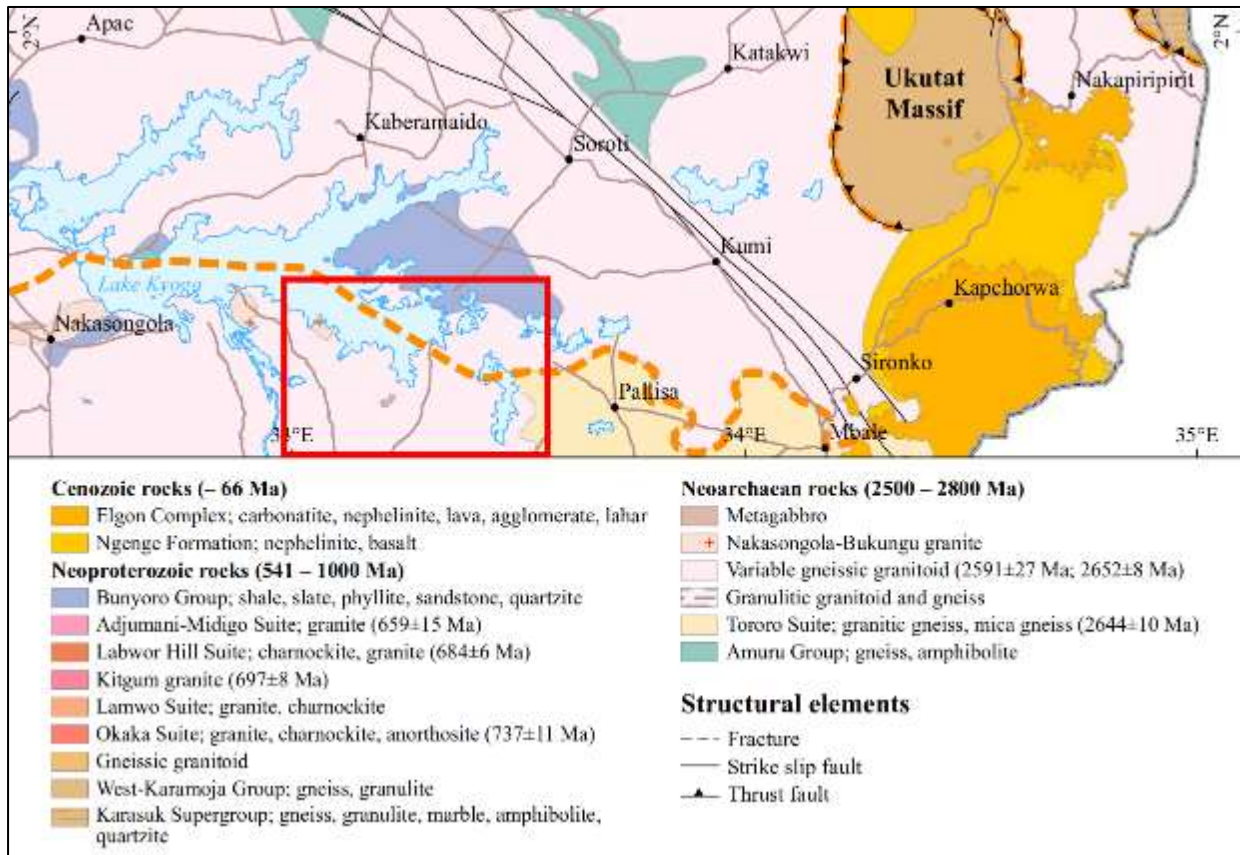 2°N
2°N
Apac
Katakwi
Ukutat
Massif
Nakapiripirit
Kaberamaido
Soroti
Kumi
Lake Kyoga
Kapchorwa
Nakasongola
Sironko
Pallisa
33°E
34°E
Mbale
35°E
Cenozoic rocks (– 66 Ma)
Elgon Complex; carbonatite, nephelinite, lava, agglomerate, lahar
Ngenge Formation; nephelinite, basalt
Neoproterozoic rocks (541 – 1000 Ma)
Bunyoro Group; shale, slate, phyllite, sandstone, quartzite
Adjumani-Midigo Suite; granite (659±15 Ma)
Labwor Hill Suite; charnockite, granite (684±6 Ma)
Kitgum granite (697±8 Ma)
Lamwo Suite; granite, charnockite
Okaka Suite; granite, charnockite, anorthosite (737±11 Ma)
Gneissic granitoid
West-Karamoja Group; gneiss, granulite
Karasuk Supergroup; gneiss, granulite, marble, amphibolite,
quartzite
Neoarchaean rocks (2500 – 2800 Ma)
Metagabbro
Nakasongola-Bukungu granite
Variable gneissic granitoid (2591±27 Ma; 2652±8 Ma)
Granulitic granitoid and gneiss
Tororo Suite; granitic gneiss, mica gneiss (2644±10 Ma)
Amuru Group; gneiss, amphibolite
Structural elements
Fracture
Strike slip fault
Thrust fault